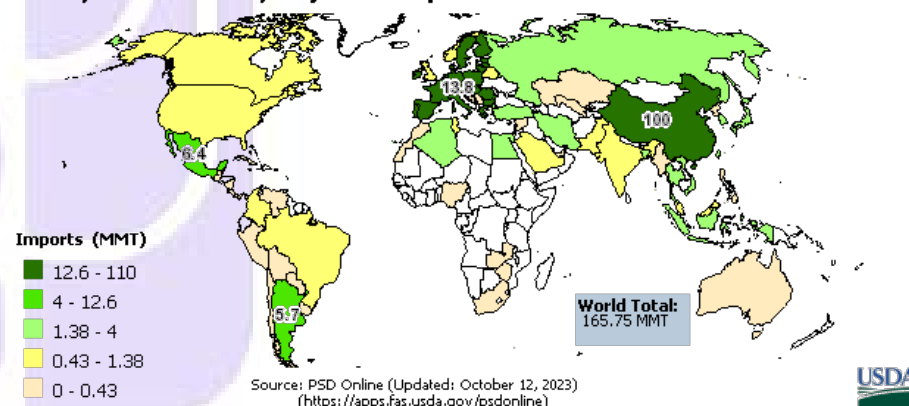 13.8
100
6.4
5.7
Imports (MMT)
12.6 - 110
4 - 12.6
1.38 - 4
0.43 - 1.38
0 - 0.43
World Total:
165.75 MMT
Source: PSD Online (Updated: October 12, 2023)
(https://apps.fas.usda.gov/psdonline)
USDA